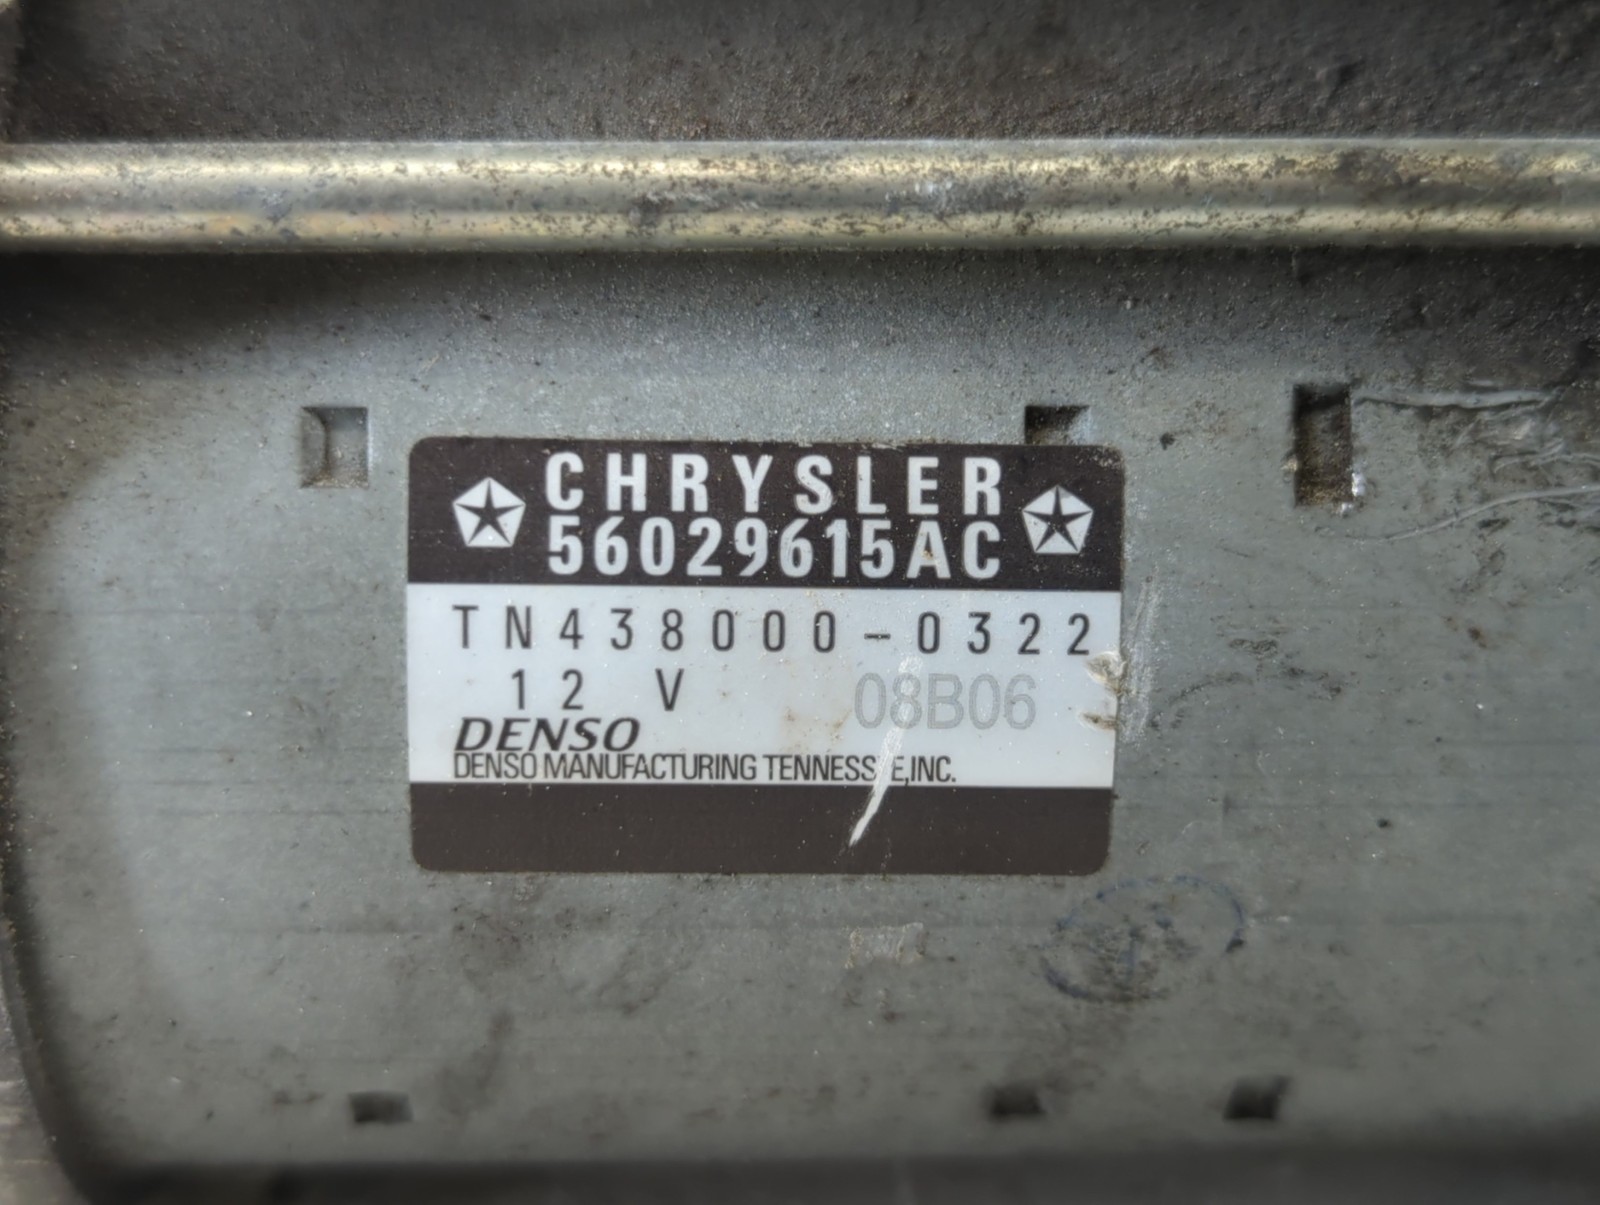 CHRYSLER
56029615AC
TN438000-0322
12 V 08B06
DENSO
DENSO MANUFACTURING TENNESSEE,INC.